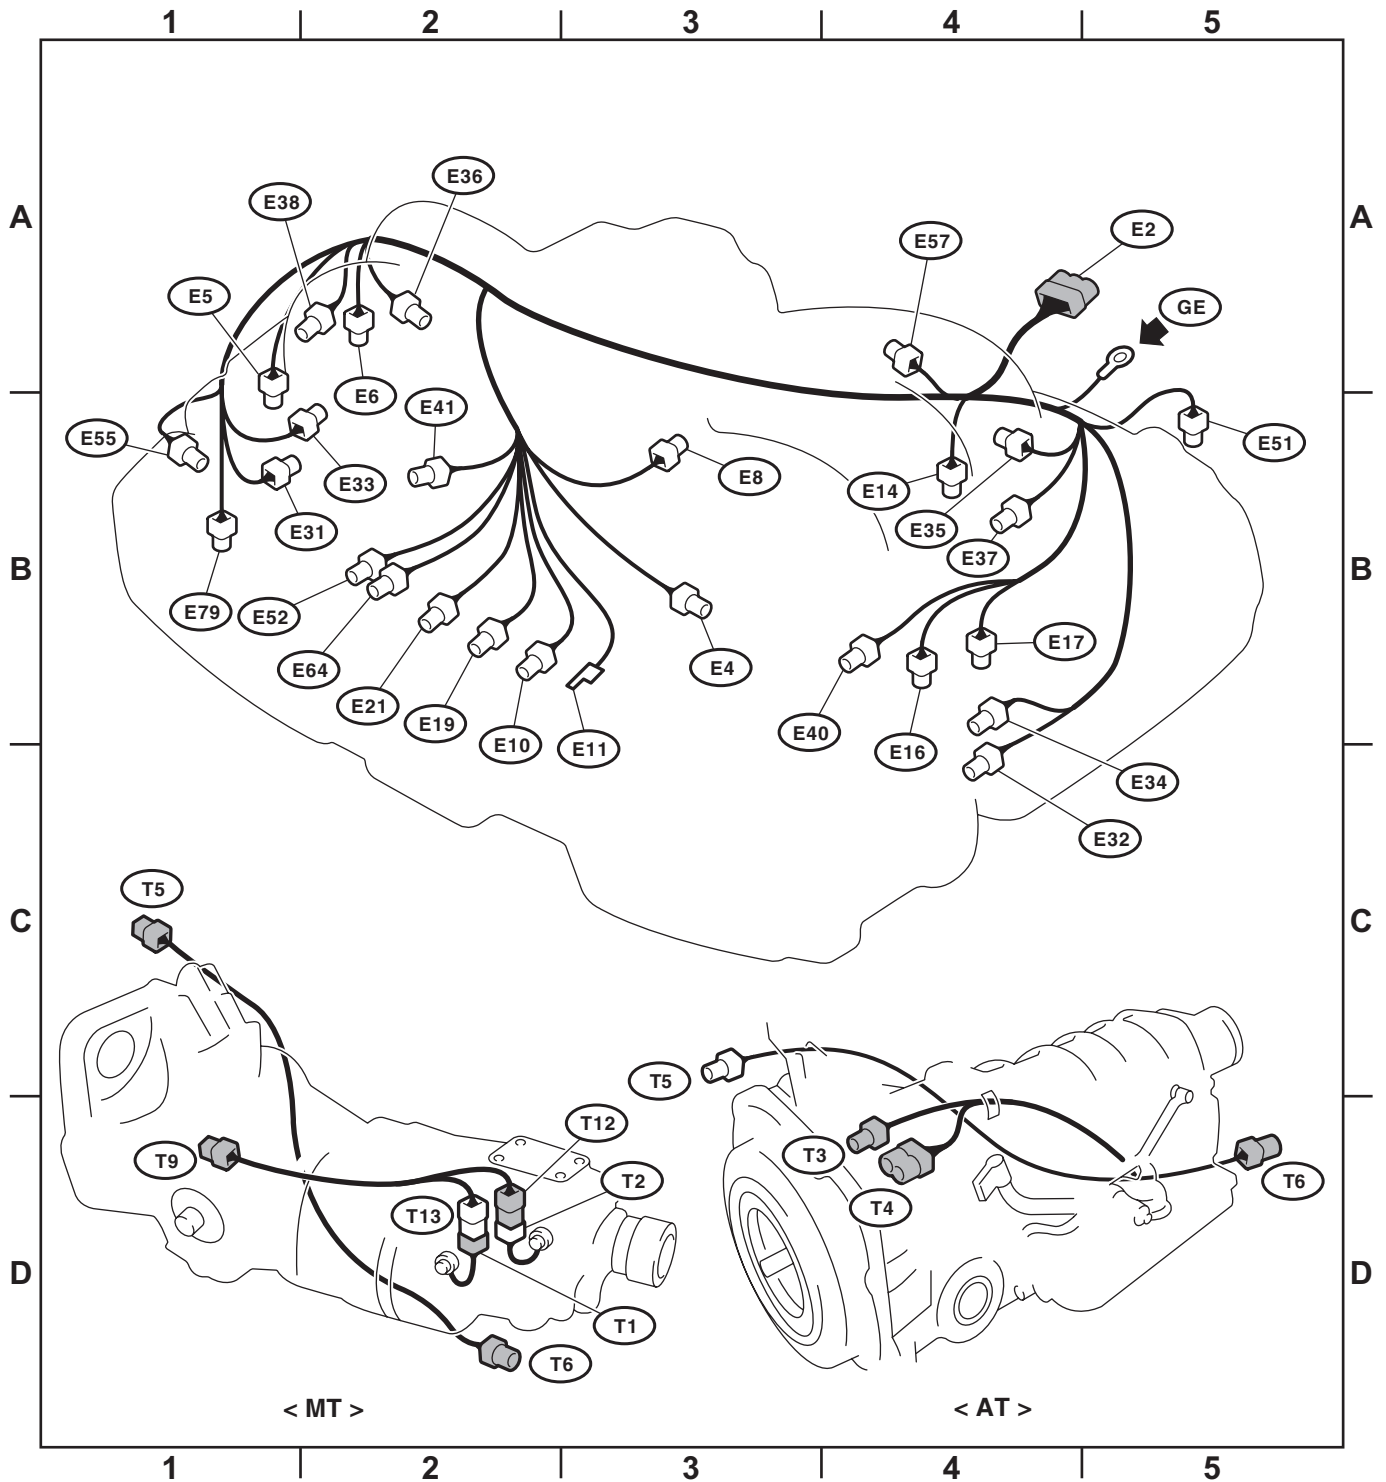 1 2 3 4 5
E36
E38
A A
E2
E57
E5
GE
E6
E41
E55 E51
E33 E8
E14
E31 E35
E37
B B
E79 E52
E17
E64 E4
E21
E19 E40
E10 E11 E16
E34
E32
T5
C C
T5
T12
T3
T9 T2 T6
T13 T4
D D
T1
T6
< MT > < AT >
1 2 3 4 5